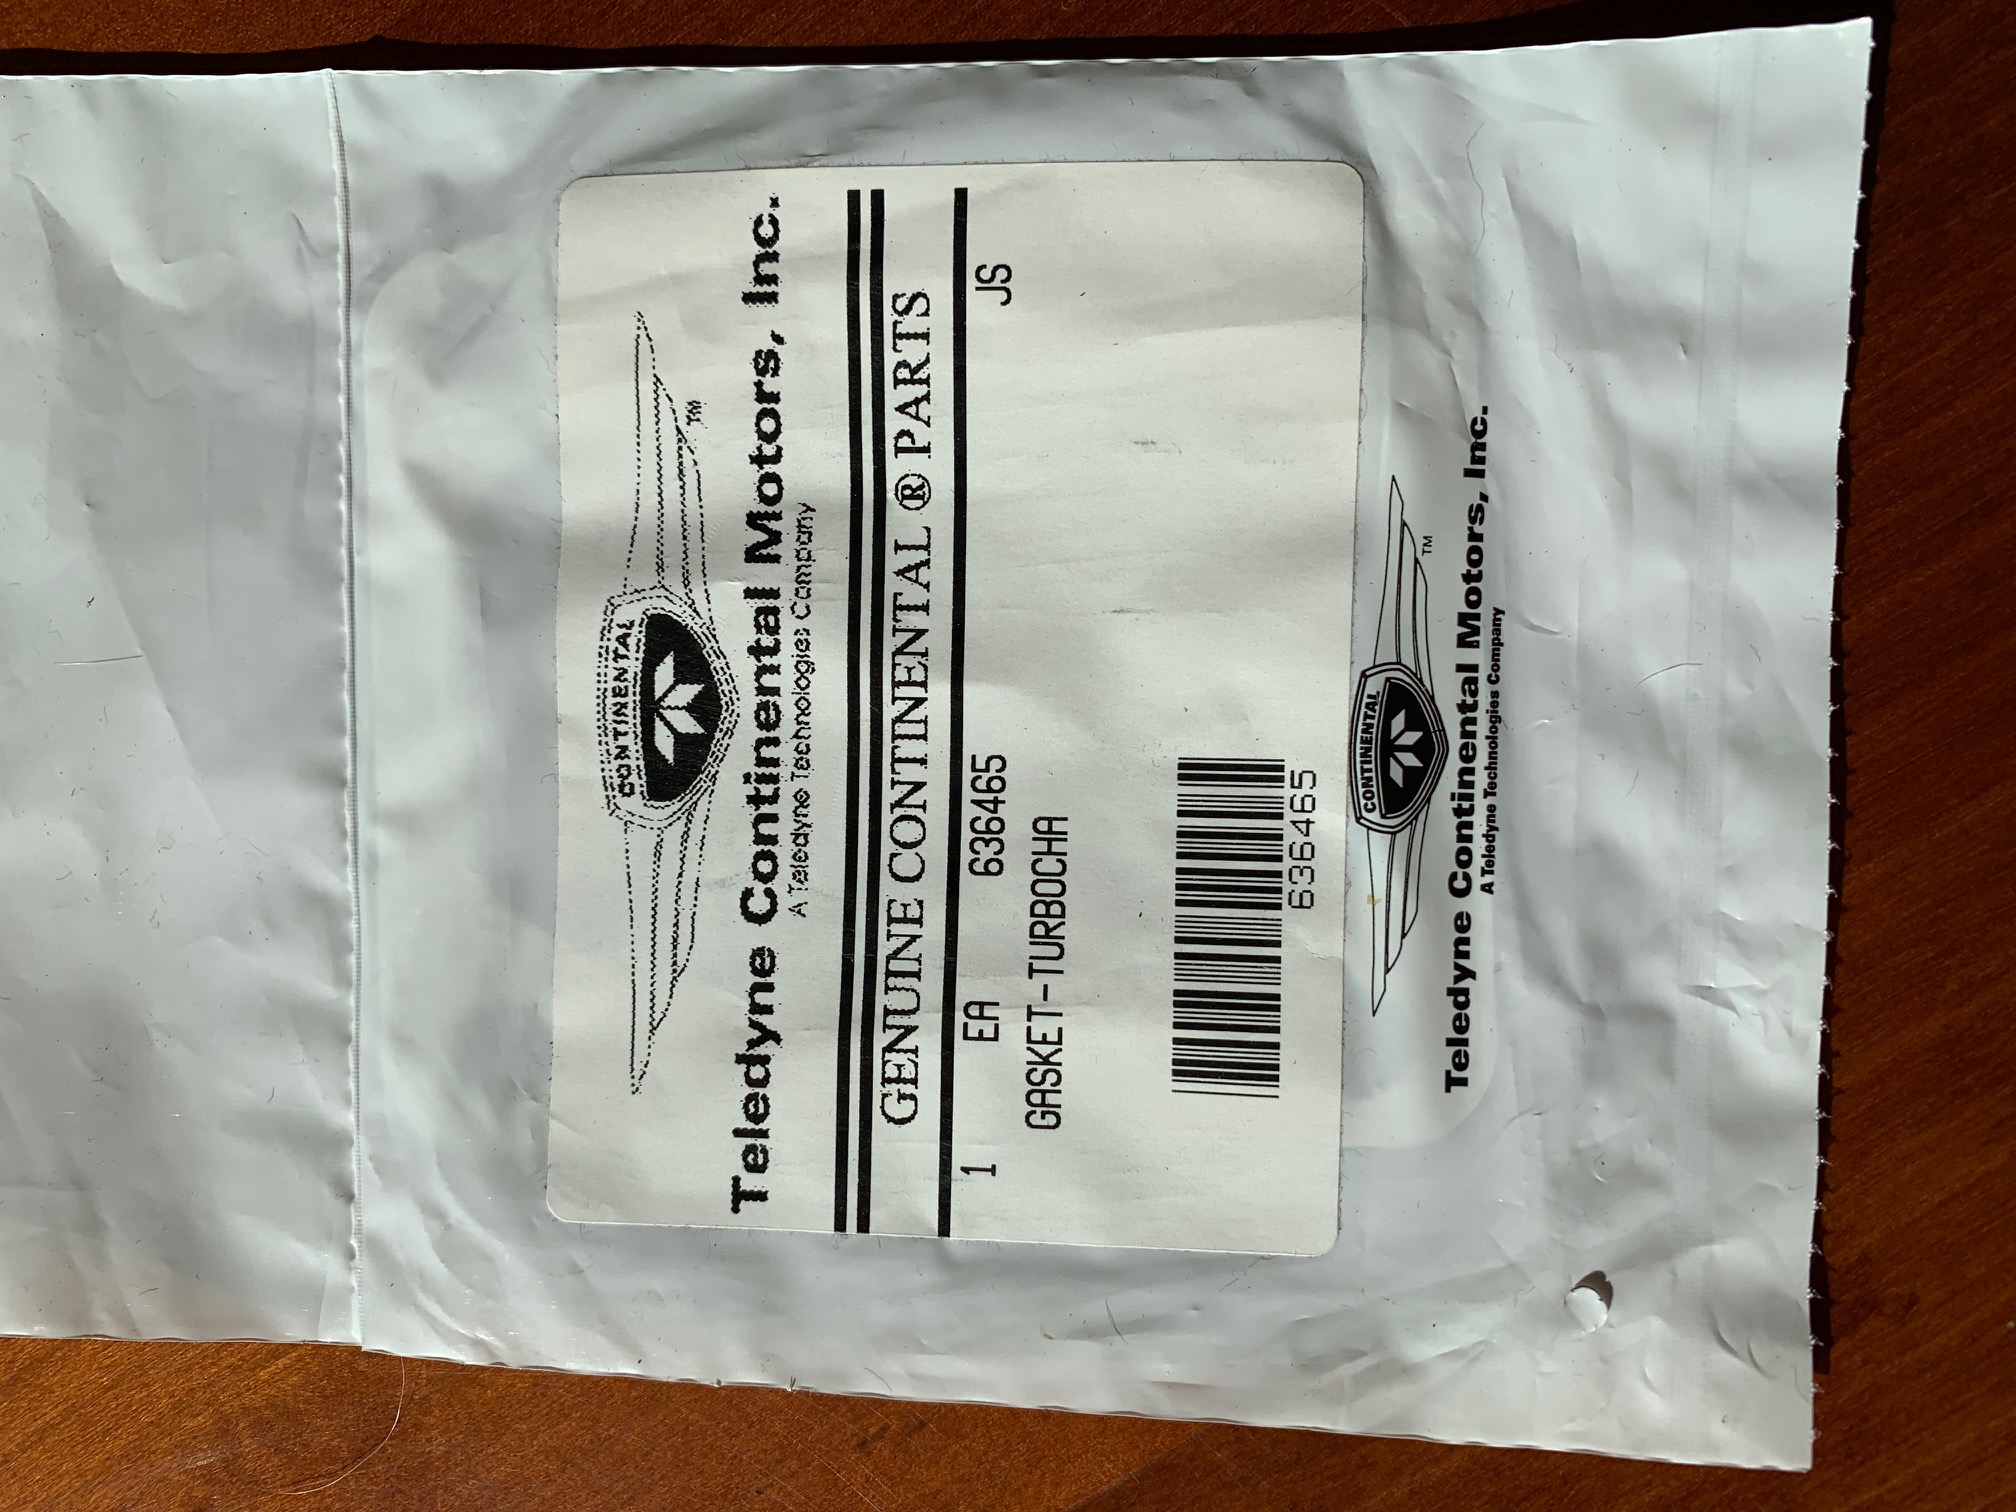 CONTINENTAL
TM
Teledyne Continental Motors, Inc.
A Teledyne Technologies Company
GENUINE CONTINENTAL ® PARTS
1 EA 636465 JS
GASKET-TURBOCHA
636465
CONTINENTAL
TM
Teledyne Continental Motors, Inc.
A Teledyne Technologies Company